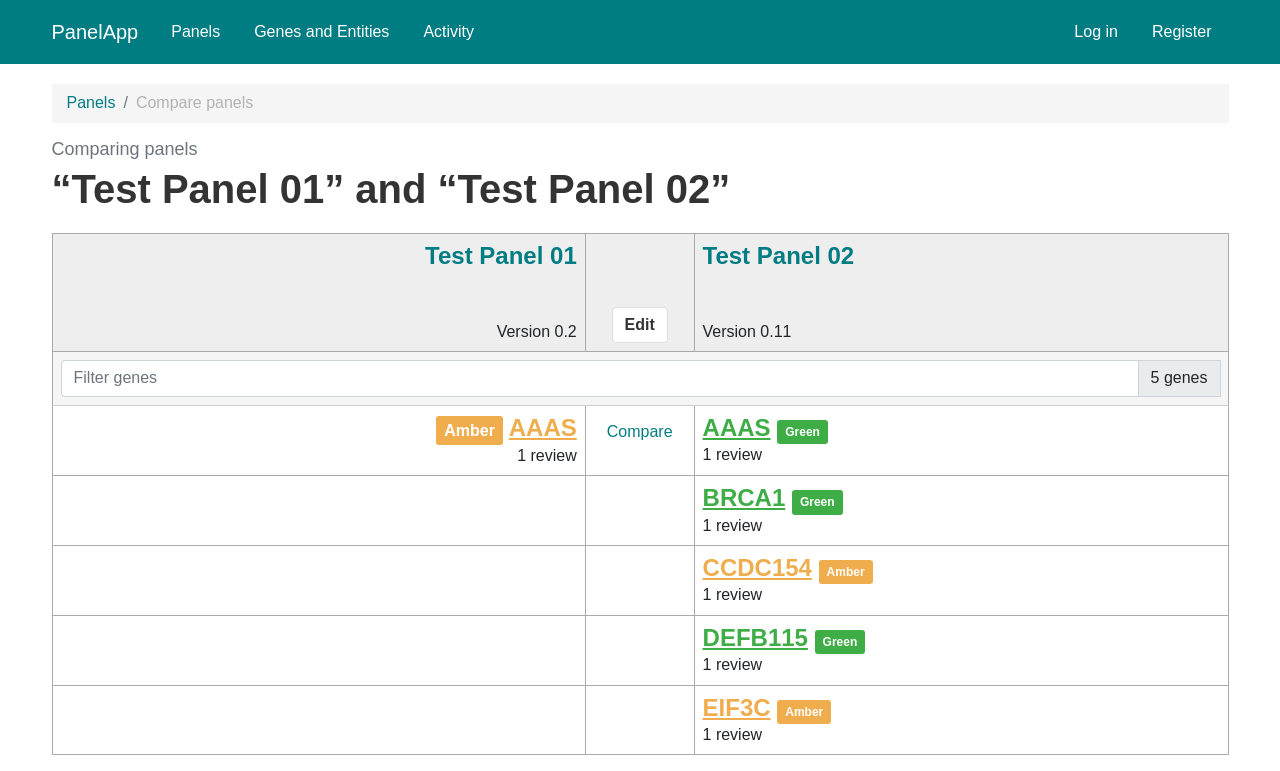 PanelApp Panels Genes and Entities Activity Log in Register
Panels / Compare panels
Comparing panels
“Test Panel 01” and “Test Panel 02”
Test Panel 01 Test Panel 02
Version 0.2 Edit Version 0.11
Filter genes 5 genes
Amber AAAS Compare AAAS Green
1 review 1 review
BRCA1 Green
1 review
CCDC154 Amber
1 review
DEFB115 Green
1 review
EIF3C Amber
1 review